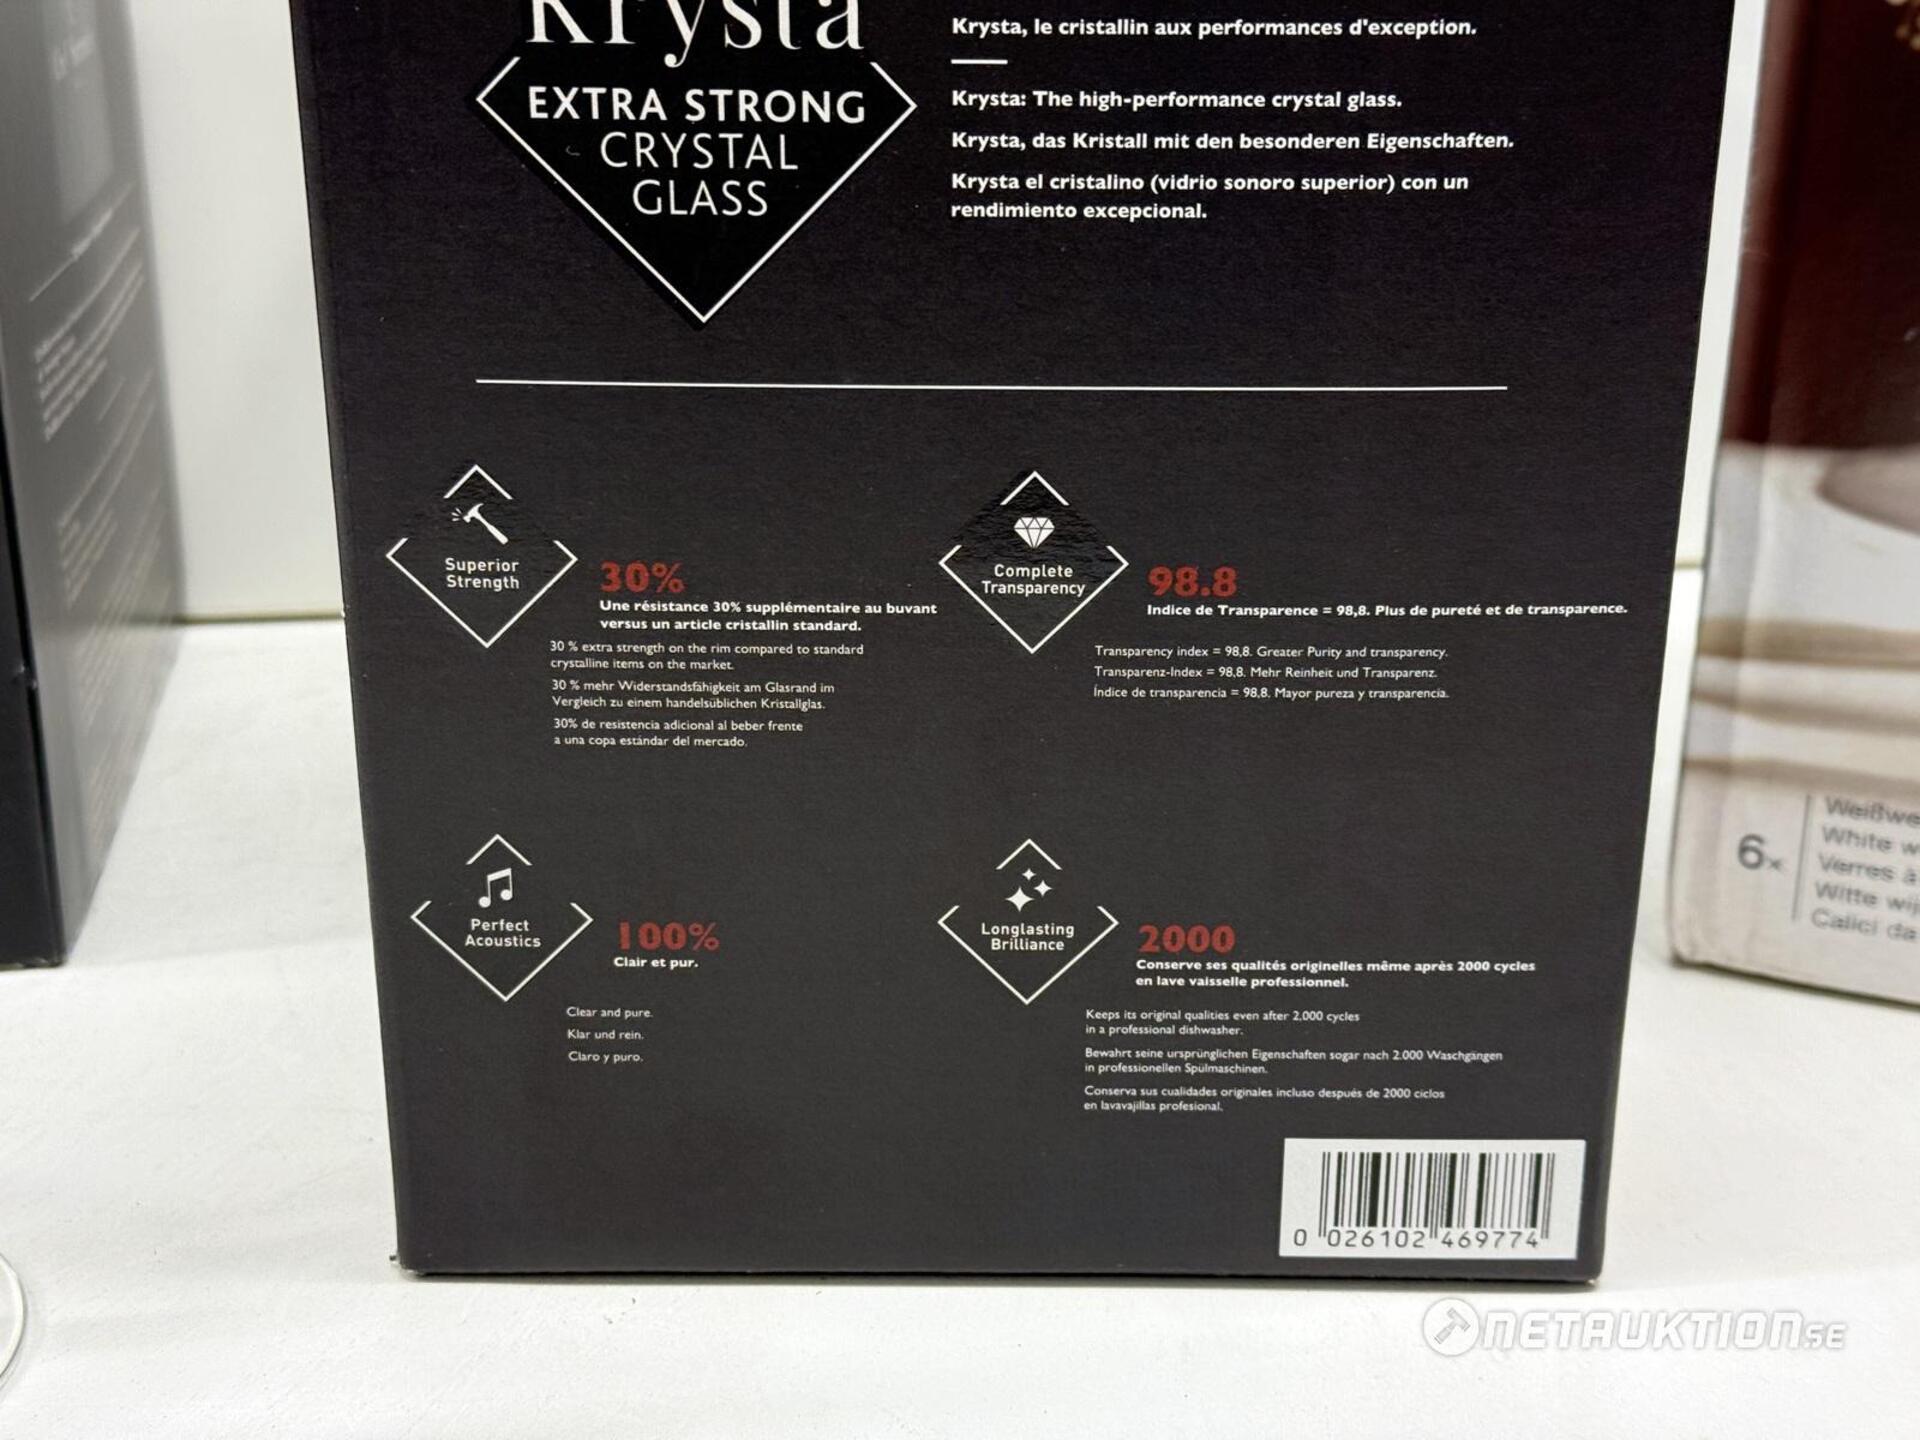 Krysta
EXTRA STRONG
CRYSTAL
GLASS
Krysta, le cristallin aux performances d'exception.
Krysta: The high-performance crystal glass.
Krysta, das Kristall mit den besonderen Eigenschaften.
Krysta el cristalino (vidrio sonoro superior) con un
rendimiento excepcional.
Superior
Strength
30%
Une résistance 30% supplémentaire au buvant
versus un article cristallin standard.
30 % extra strength on the rim compared to standard
crystalline items on the market.
30 % mehr Widerstandsfähigkeit am Glasrand im
Vergleich zu einem handelsüblichen Kristallglas.
30% de resistencia adicional al beber frente
a una copa estándar del mercado.
Complete
Transparency
98.8
Indice de Transparence = 98,8. Plus de pureté et de transparence.
Transparency index = 98,8. Greater Purity and transparency.
Transparenz-Index = 98,8. Mehr Reinheit und Transparenz.
Índice de transparencia = 98,8. Mayor pureza y transparencia.
Perfect
Acoustics
100%
Clair et pur.
Clear and pure.
Klar und rein.
Claro y puro.
Longlasting
Brilliance
2000
Conserve ses qualités originelles même après 2000 cycles
en lave vaisselle professionnel.
Keeps its original qualities even after 2,000 cycles
in a professional dishwasher.
Bewahrt seine ursprünglichen Eigenschaften sogar nach 2.000 Waschgängen
in professionellen Spülmaschinen.
Conserva sus cualidades originales incluso después de 2000 ciclos
en lavavajillas profesional.
0 026102 469774
6x
Weißwe
White w
Verres à
Witte wij
Calici da
NETAUKTION.SE